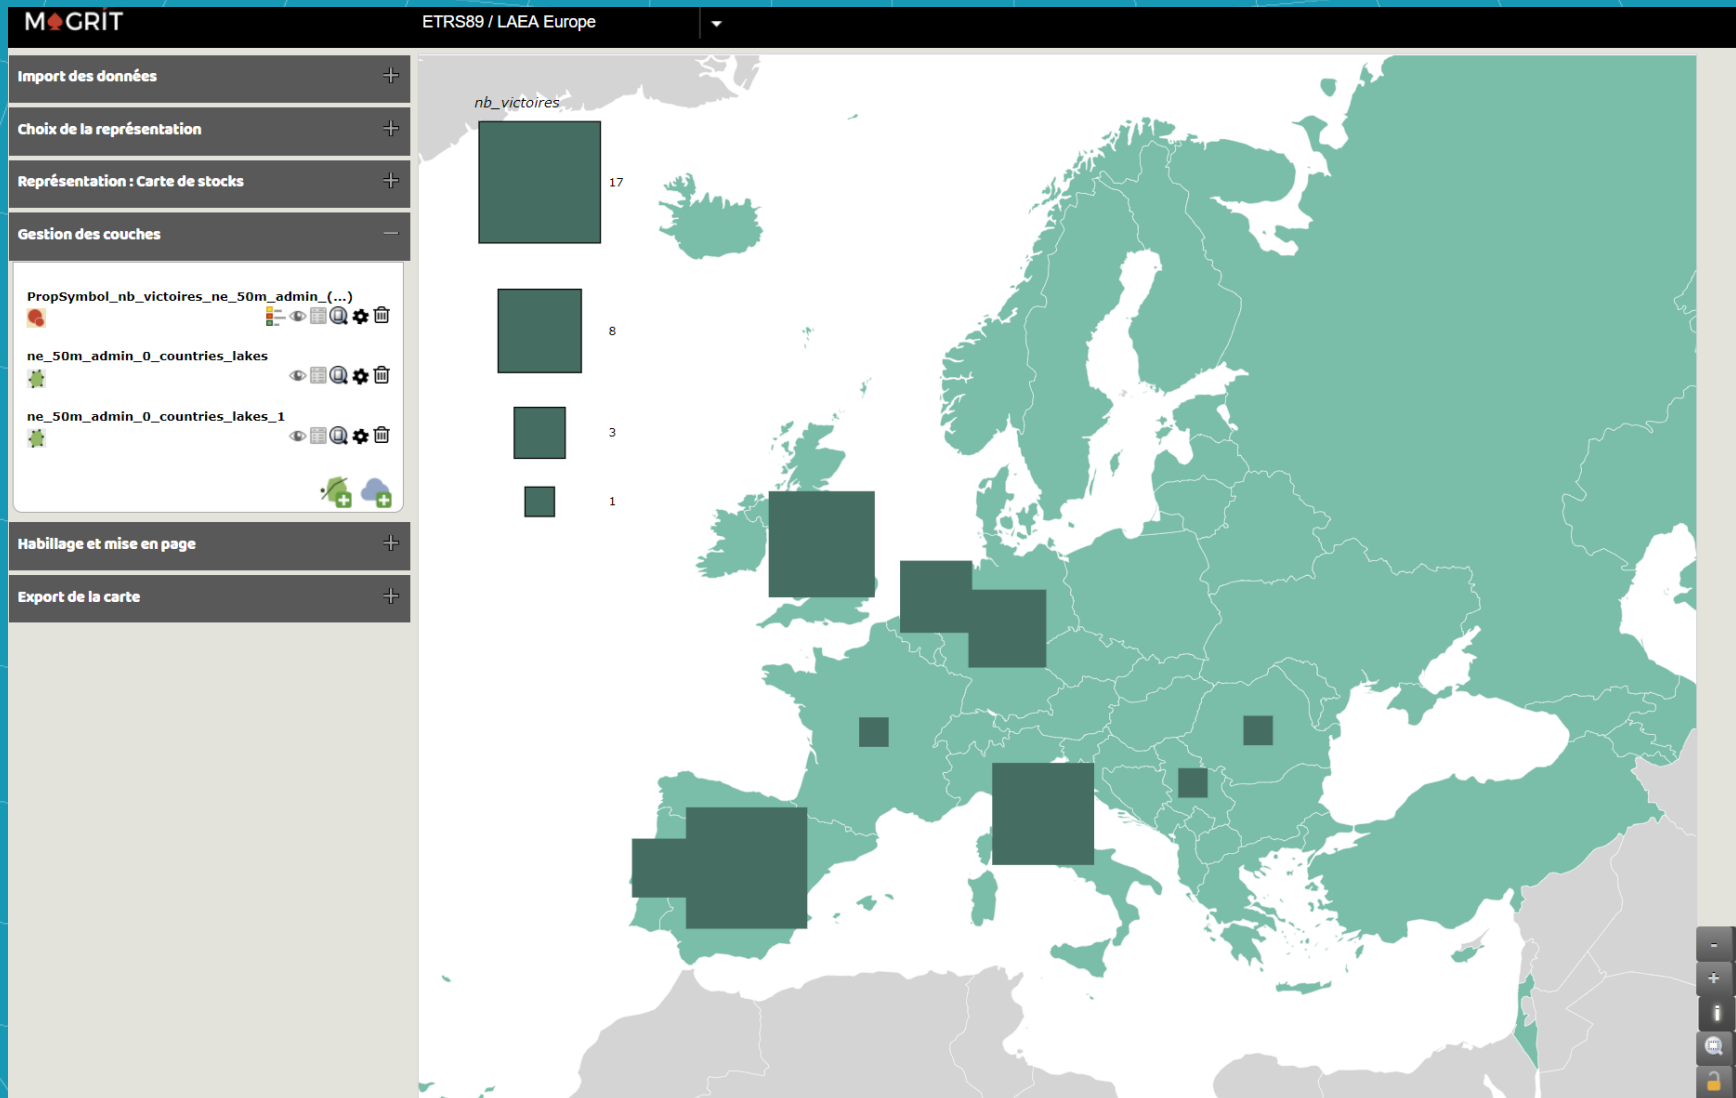 MAGRIT
ETRS89 / LAEA Europe
Import des données
Choix de la représentation
Représentation : Carte de stocks
Gestion des couches
PropSymbol_nb_victoires_ne_50m_admin_(...)
ne_50m_admin_0_countries_lakes
ne_50m_admin_0_countries_lakes_1
Habillage et mise en page
Export de la carte
nb_victoires
17
8
3
1
-
+
i